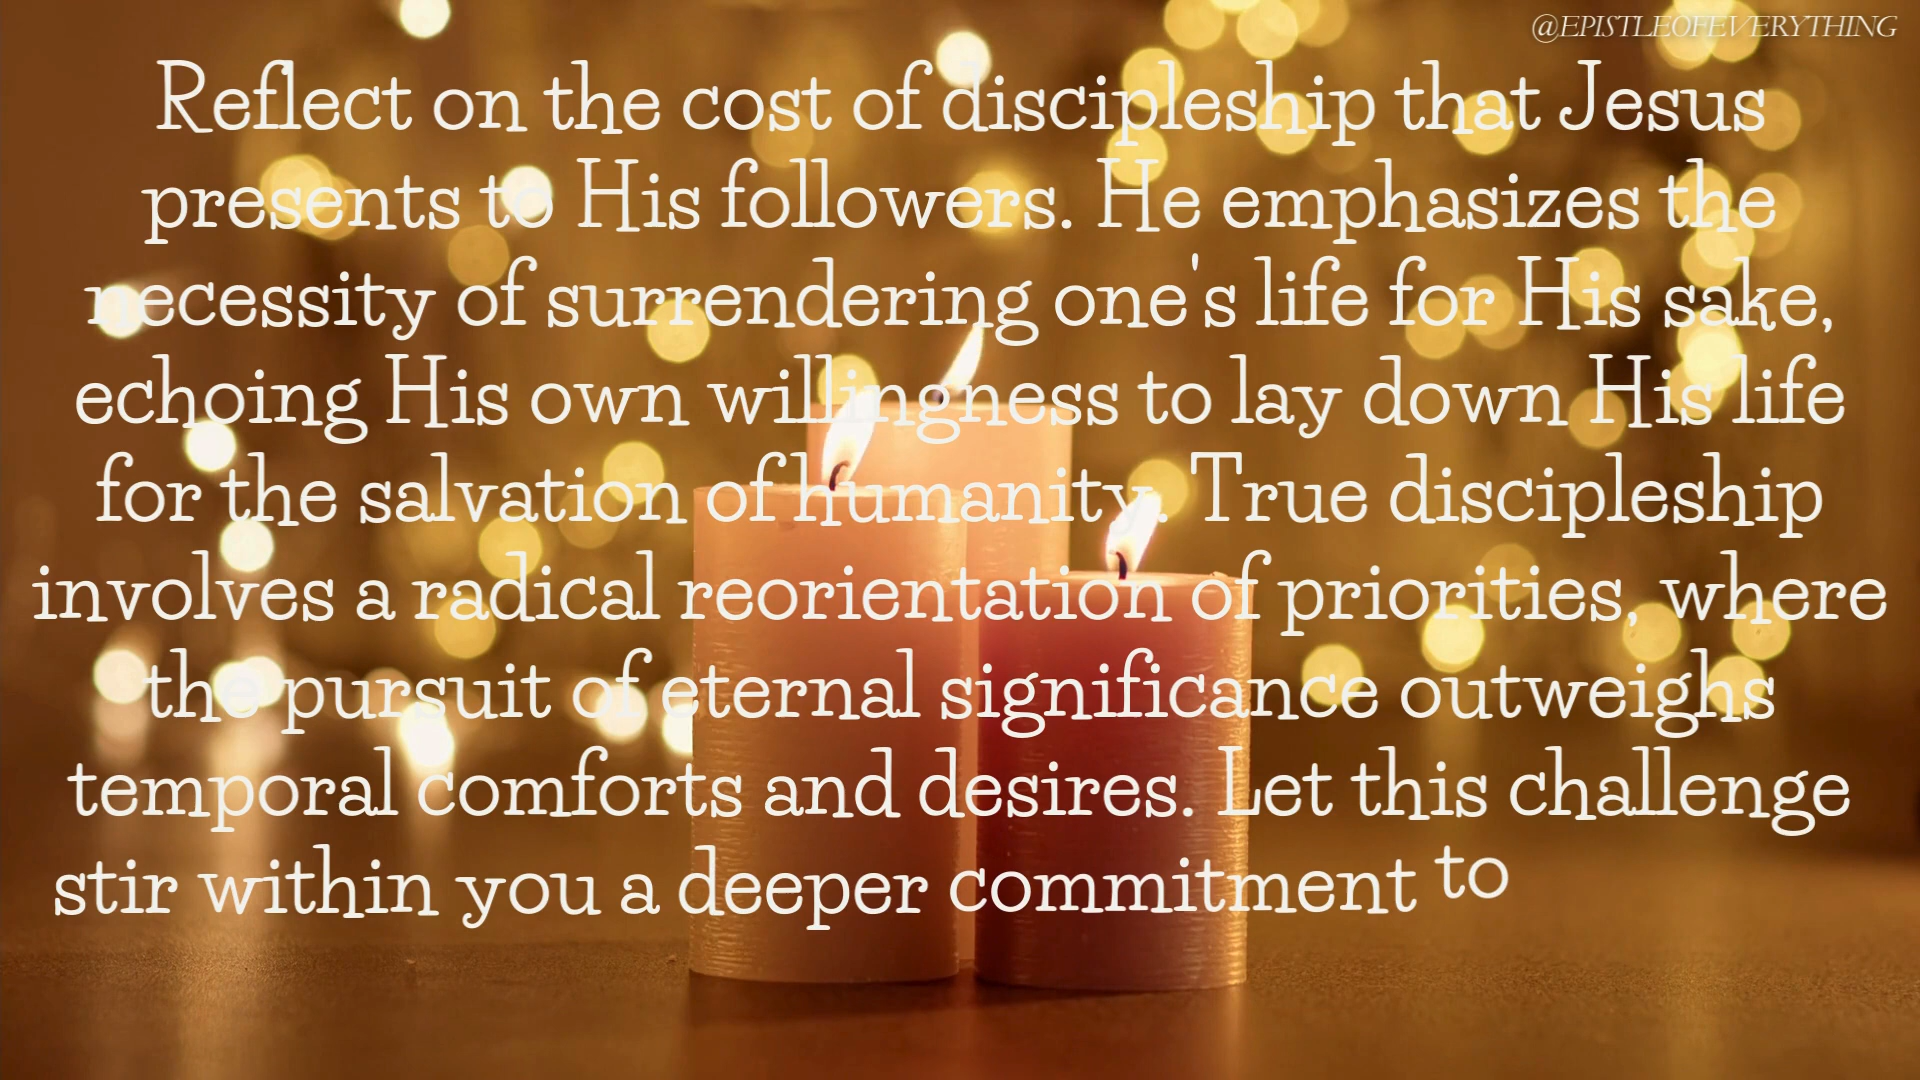 @EPISTLEOFEVERYTHING
Reflect on the cost of discipleship that Jesus
presents to His followers. He emphasizes the
necessity of surrendering one's life for His sake,
echoing His own willingness to lay down His life
for the salvation of humanity. True discipleship
involves a radical reorientation of priorities, where
the pursuit of eternal significance outweighs
temporal comforts and desires. Let this challenge
stir within you a deeper commitment to